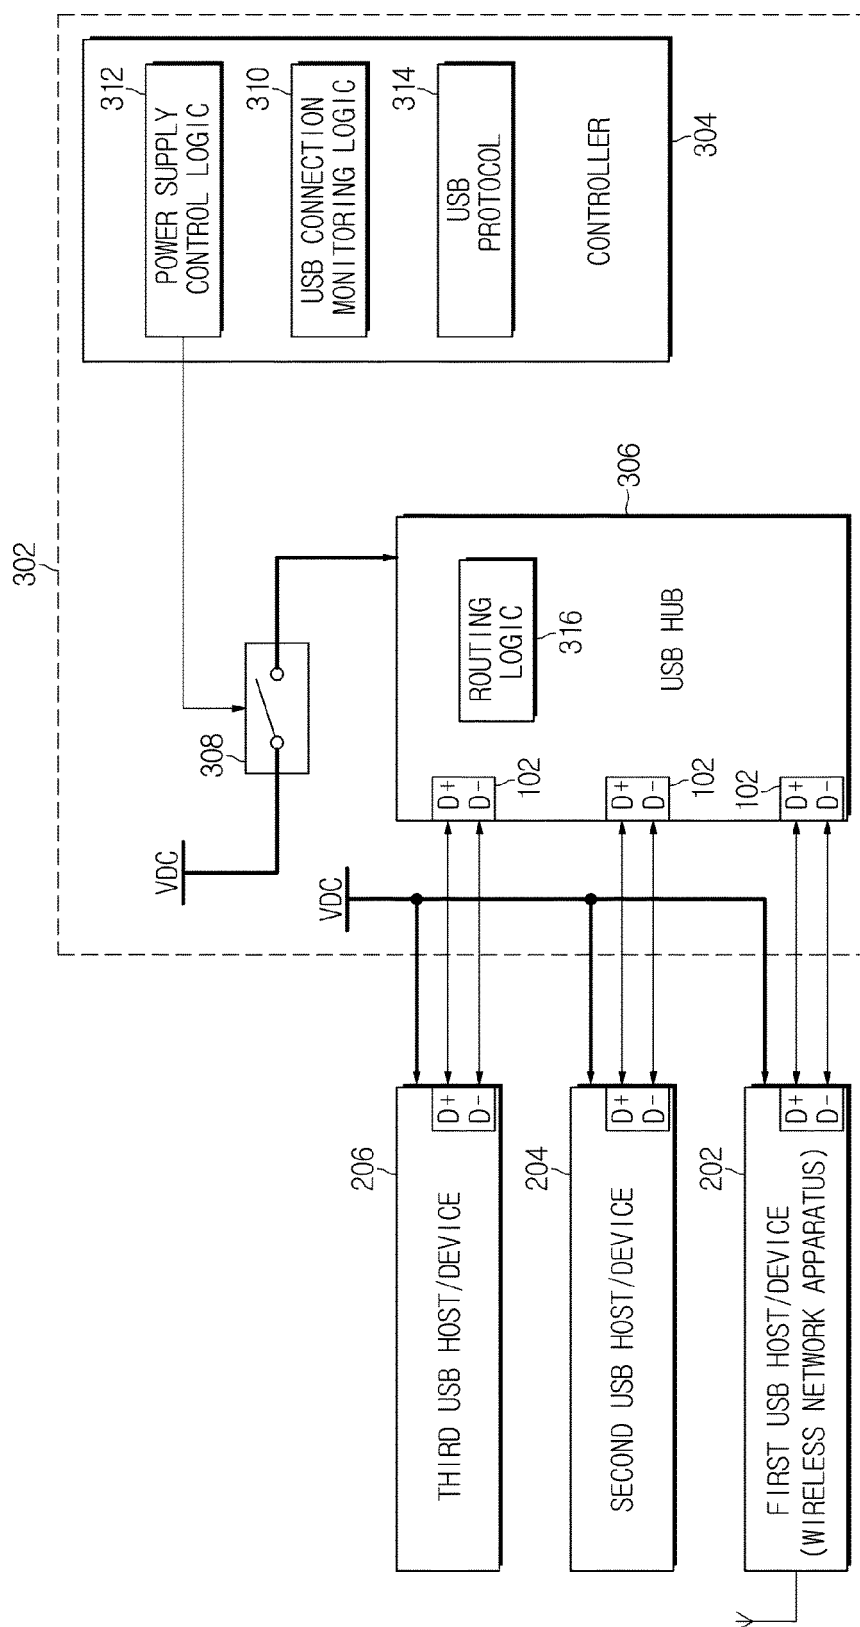 302
312
POWER SUPPLY
CONTROL LOGIC
310
USB CONNECTION
MONITORING LOGIC
314
USB
PROTOCOL
CONTROLLER
304
308
VDC
VDC
306
ROUTING
LOGIC
316
USB HUB
D+
D-
102
D+
D-
102
D+
D-
102
206
D+
D-
THIRD USB HOST/DEVICE
204
D+
D-
SECOND USB HOST/DEVICE
202
D+
D-
FIRST USB HOST/DEVICE
(WIRELESS NETWORK APPARATUS)